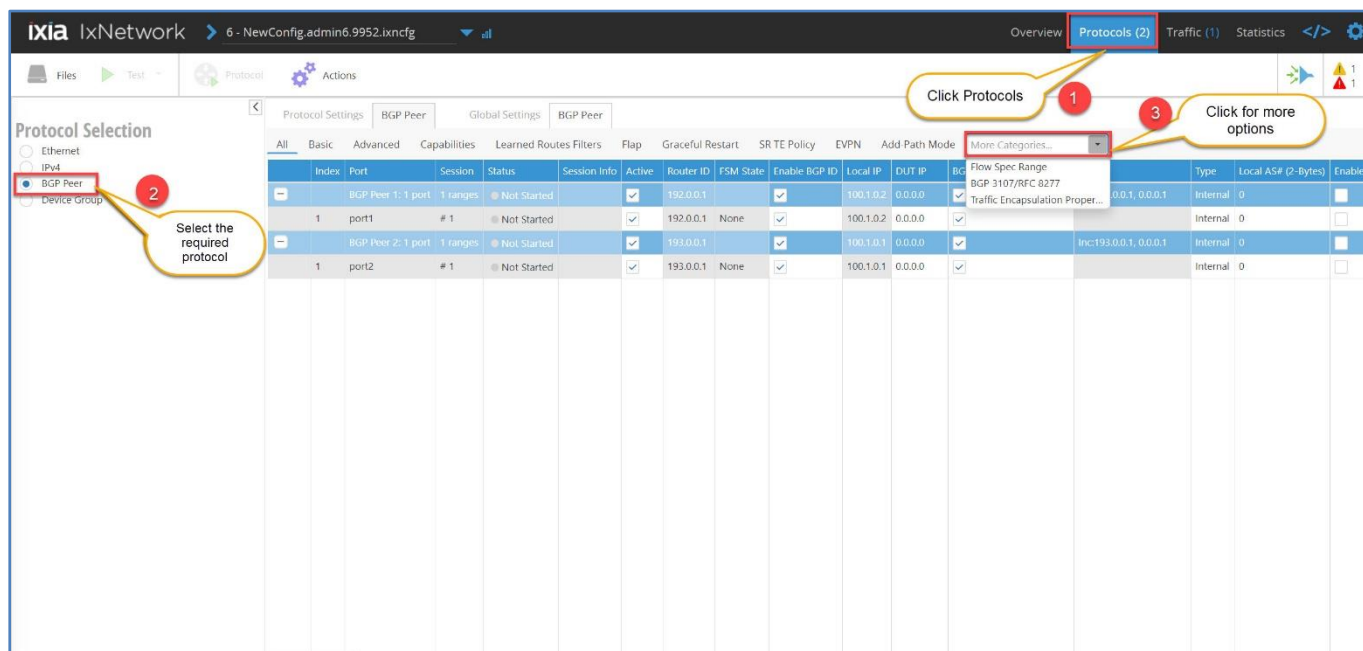 ixia IxNetwork 6 - NewConfig.admin6.9952.ixncfg Overview Protocols (2) Traffic (1) Statistics </>
Files Test Protocol Actions 1
1
Click Protocols
1
3
Click for more
options
Protocol Selection
Ethernet
IPv4
BGP Peer
Device Group
2
Select the
required
protocol
Protocol Settings BGP Peer Global Settings BGP Peer
All Basic Advanced Capabilities Learned Routes Filters Flap Graceful Restart SR TE Policy EVPN Add Path Mode More Categories...
Flow Spec Range
BGP 3107/RFC 8277
Traffic Encapsulation Proper...
Index Port Session Status Session Info Active Router ID FSM State Enable BGP ID Local IP DUT IP BG Type Local AS# (2-Bytes) Enable
BGP Peer 1: 1 port 1 ranges Not Started 192.0.0.1 100.1.0.2 0.0.0.0 .0.0.1, 0.0.0.1 Internal 0
1 port1 # 1 Not Started 192.0.0.1 None 100.1.0.2 0.0.0.0 Internal 0
BGP Peer 2: 1 port 1 ranges Not Started 193.0.0.1 100.1.0.1 0.0.0.0 Inc:193.0.0.1, 0.0.0.1 Internal 0
1 port2 # 1 Not Started 193.0.0.1 None 100.1.0.1 0.0.0.0 Internal 0